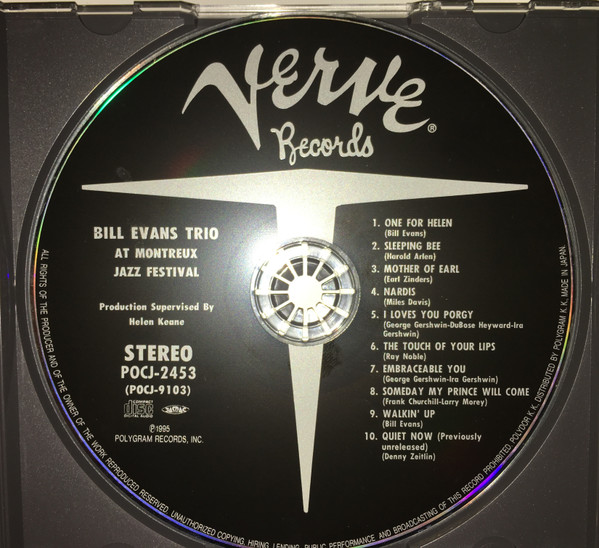 Verve®
Records
BILL EVANS TRIO
AT MONTREUX
JAZZ FESTIVAL
Production Supervised By
Helen Keane
STEREO
POCJ-2453
(POCJ-9103)
COMPACT
disc
DIGITAL AUDIO
℗1995
POLYGRAM RECORDS, INC.
1. ONE FOR HELEN
(Bill Evans)
2. SLEEPING BEE
(Harold Arlen)
3. MOTHER OF EARL
(Earl Zinders)
4. NARDIS
(Miles Davis)
5. I LOVES YOU PORGY
(George Gershwin-DuBose Heyward-Ira
Gershwin)
6. THE TOUCH OF YOUR LIPS
(Ray Noble)
7. EMBRACEABLE YOU
(George Gershwin-Ira Gershwin)
8. SOMEDAY MY PRINCE WILL COME
(Frank Churchill-Larry Morey)
9. WALKIN' UP
(Bill Evans)
10. QUIET NOW (Previously
unreleased)
(Denny Zeitlin)
ALL RIGHTS OF THE PRODUCER AND OF THE OWNER OF THE WORK REPRODUCED RESERVED. UNAUTHORIZED COPYING, HIRING, LENDING, PUBLIC PERFORMANCE AND BROADCASTING OF THIS RECORD PROHIBITED. POLYDOR K.K. DISTRIBUTED BY POLYGRAM K.K. MADE IN JAPAN.